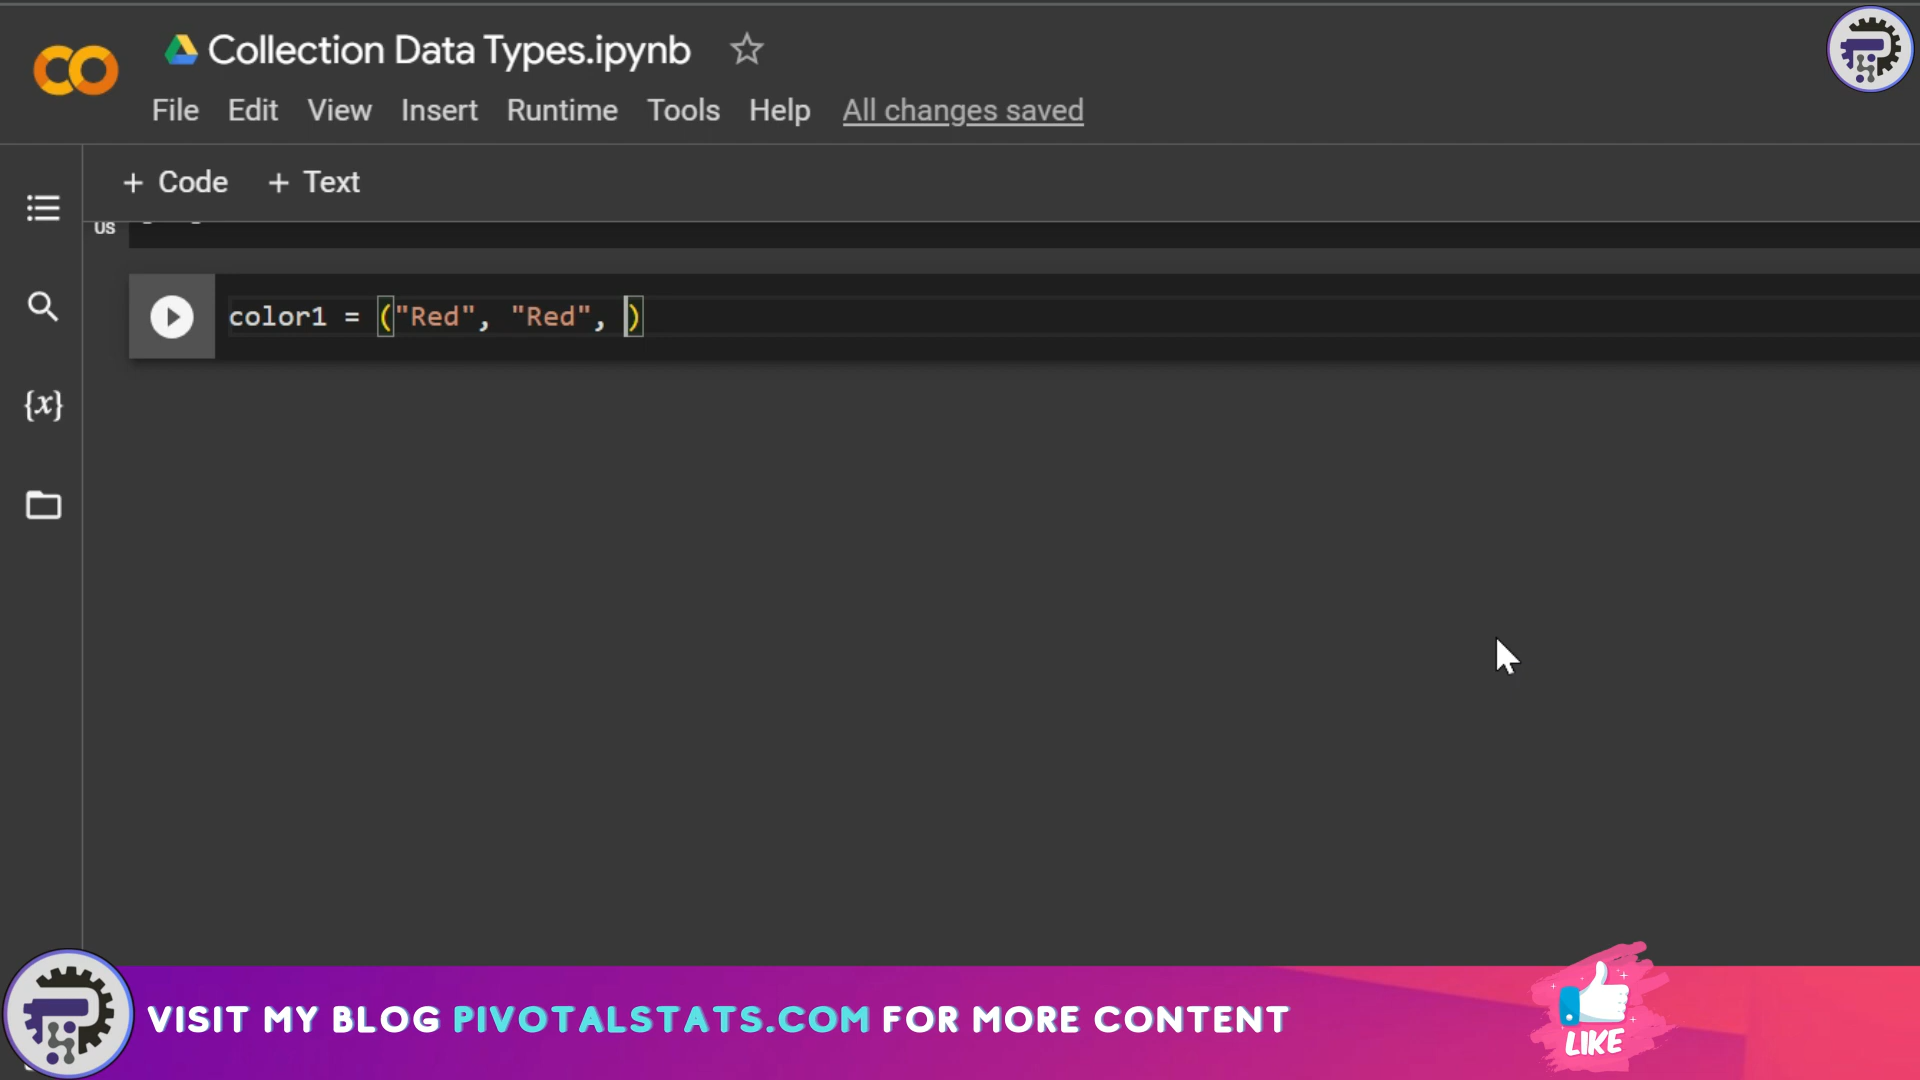 Collection Data Types.ipynb
File Edit View Insert Runtime Tools Help All changes saved
+ Code + Text
0s
color1 = ("Red", "Red", )
{x}
VISIT MY BLOG PIVOTALSTATS.COM FOR MORE CONTENT
LIKE